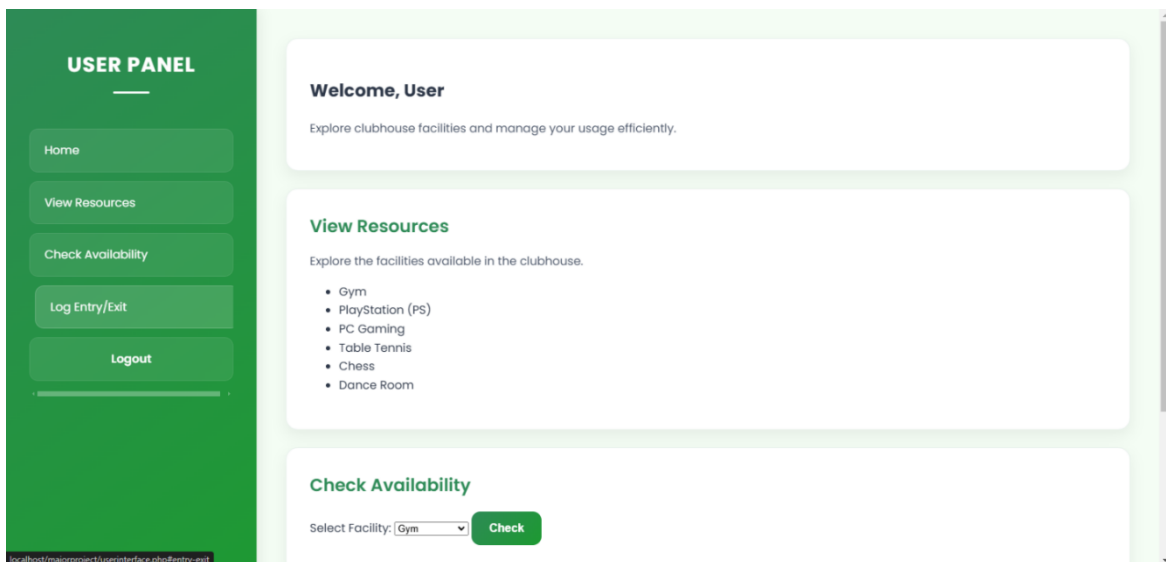 USER PANEL
Home
View Resources
Check Availability
Log Entry/Exit
Logout
Welcome, User
Explore clubhouse facilities and manage your usage efficiently.
View Resources
Explore the facilities available in the clubhouse.
Gym
PlayStation (PS)
PC Gaming
Table Tennis
Chess
Dance Room
Check Availability
Select Facility: Gym Check
localhost/majorproject/userinterface.php#entry-exit